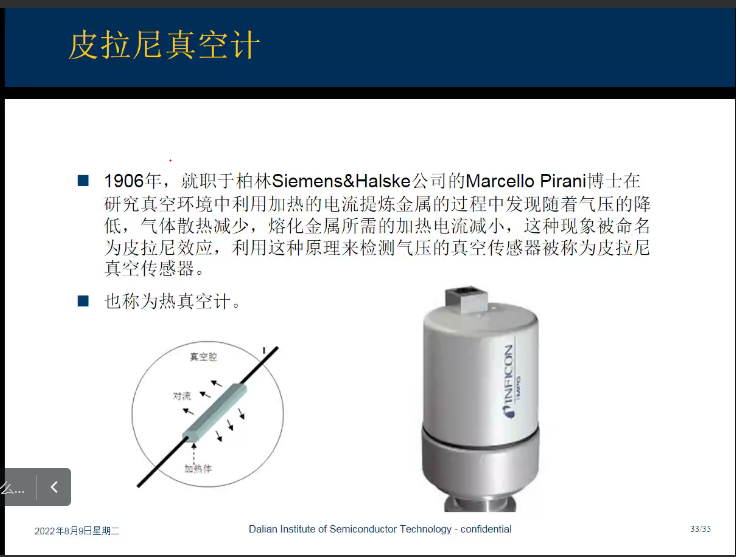 皮拉尼真空计
1906年，就职于柏林Siemens&Halske公司的Marcello Pirani博士在
研究真空环境中利用加热的电流提炼金属的过程中发现随着气压的降
低，气体散热减少，熔化金属所需的加热电流减小，这种现象被命名
为皮拉尼效应，利用这种原理来检测气压的真空传感器被称为皮拉尼
真空传感器。
也称为热真空计。
真空腔
I
对流
加热体
INFICON
MPG
么...
2022年8月9日星期二
Dalian Institute of Semiconductor Technology - confidential
33/35